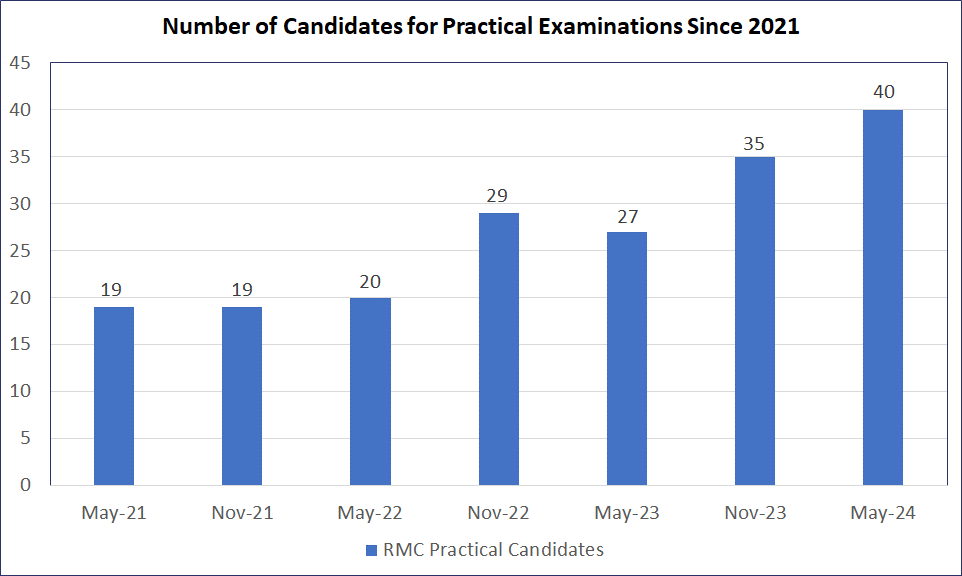 Number of Candidates for Practical Examinations Since 2021
45
40
35
30
25
20
15
10
5
0
19
19
20
29
27
35
40
May-21
Nov-21
May-22
Nov-22
May-23
Nov-23
May-24
RMC Practical Candidates